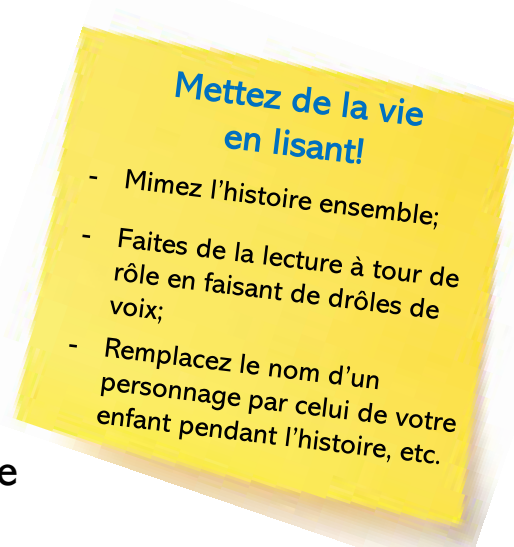 Mettez de la vie
en lisant!
- Mimez l'histoire ensemble;
- Faites de la lecture à tour de
rôle en faisant de drôles de
voix;
- Remplacez le nom d'un
personnage par celui de votre
enfant pendant l'histoire, etc.
e